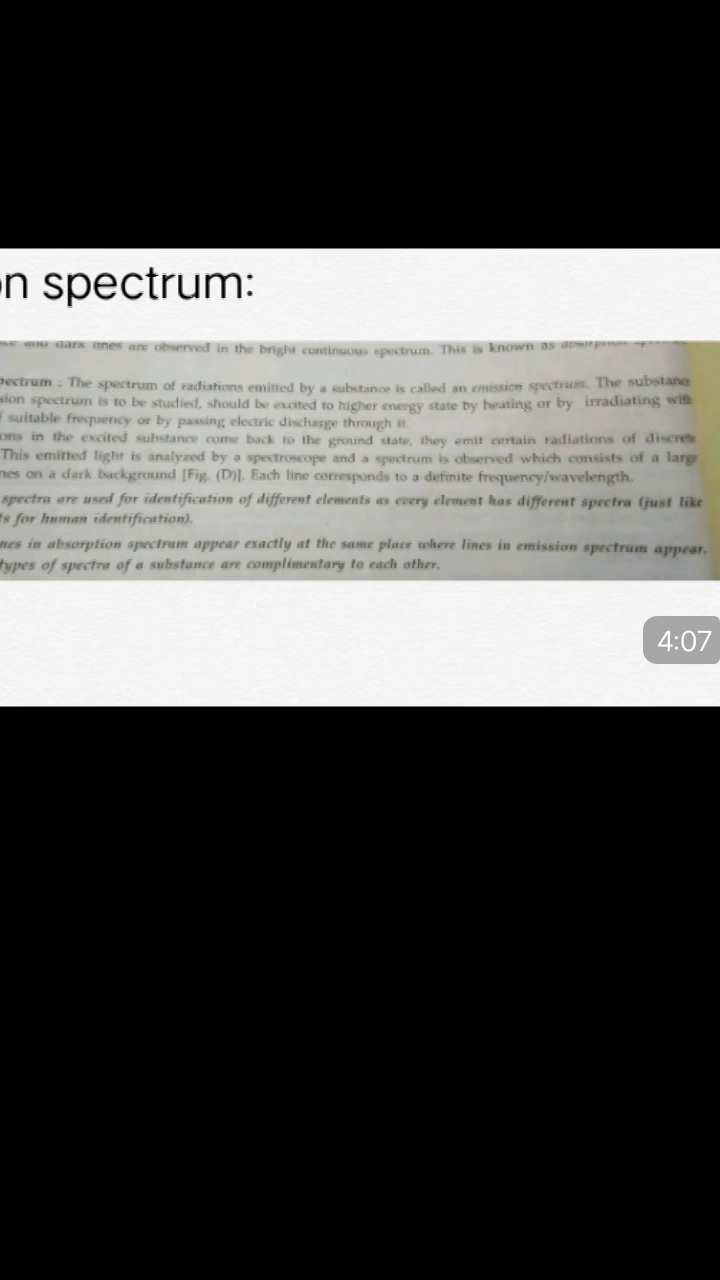 n spectrum:
and dark lines are observed in the bright continuous spectrum. This is known as absorption
pectrum : The spectrum of radiations emitted by a substance is called an emission spectrum. The substanc
sion spectrum is to be studied, should be excited to higher energy state by heating or by irradiating with
suitable frequency or by passing electric discharge through it.
ons in the excited substance come back to the ground state, they emit certain radiations of discrete
This emitted light is analyzed by a spectroscope and a spectrum is observed which consists of a large
nes on a dark background [Fig. (D)]. Each line corresponds to a definite frequency/wavelength.
spectra are used for identification of different elements as every element has different spectra (just like
ts for human identification).
nes in absorption spectrum appear exactly at the same place where lines in emission spectrum appear.
types of spectra of a substance are complimentary to each other.
4:07